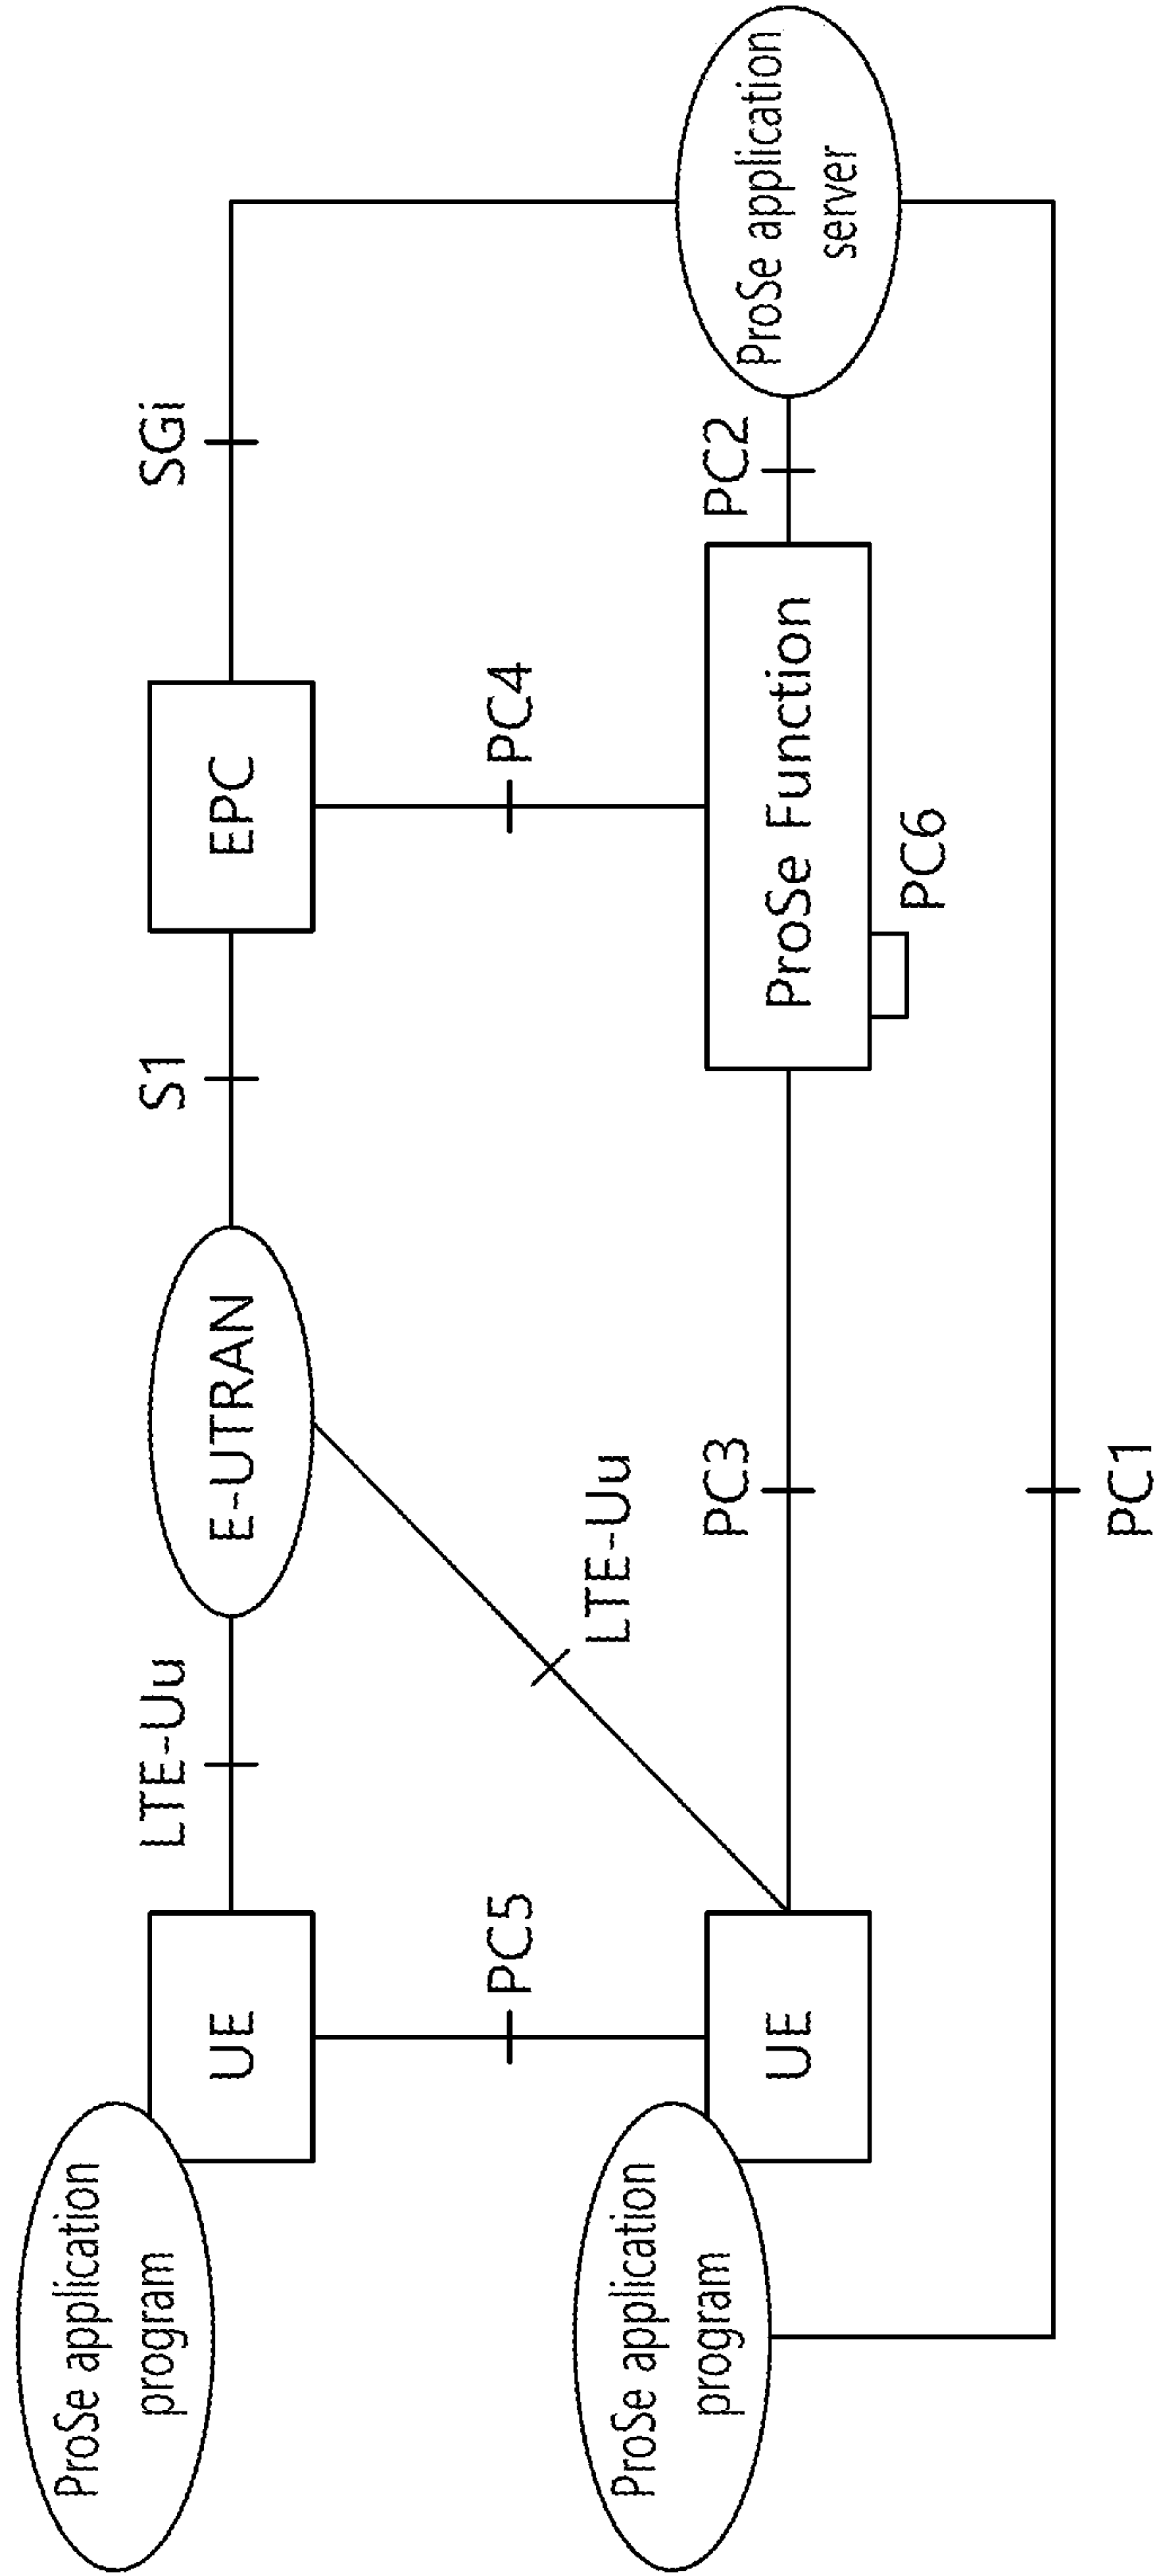 ProSe application
program
UE
LTE-Uu
E-UTRAN
S1
EPC
SGi
PC5
LTE-Uu
PC4
ProSe application
program
UE
PC3
ProSe Function
PC2
ProSe application
server
PC6
PC1